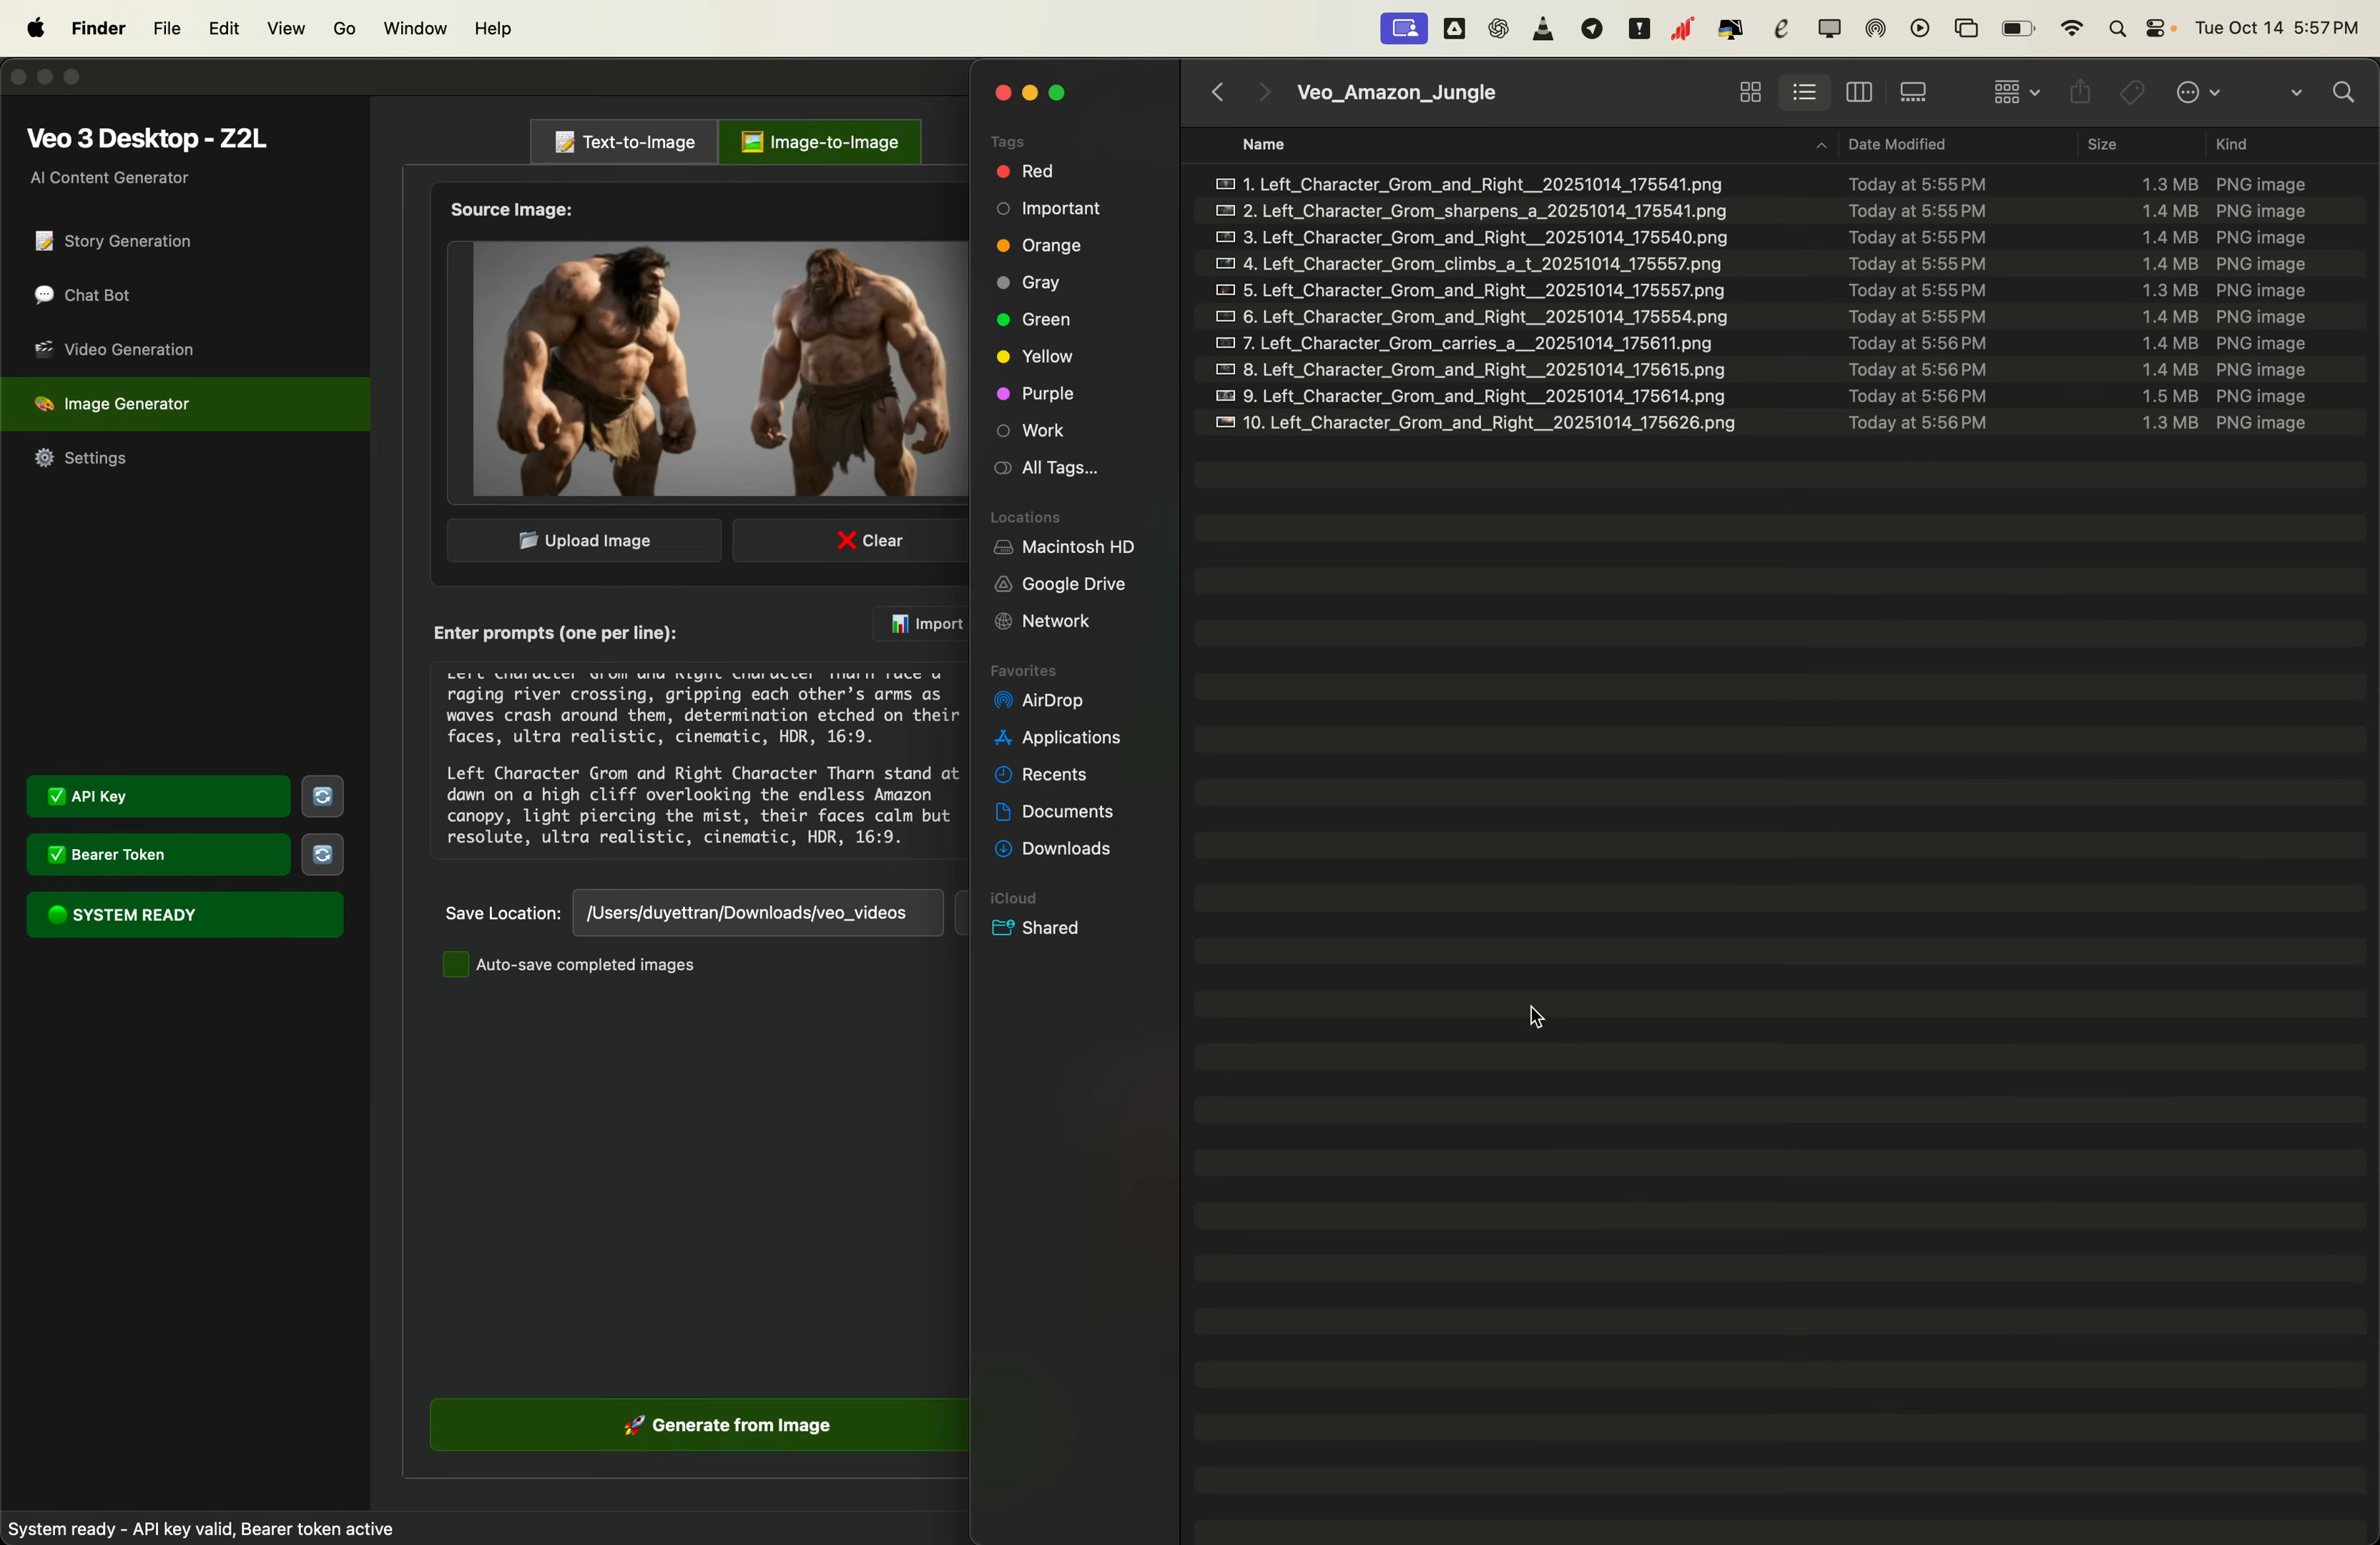 Finder File Edit View Go Window Help
Tue Oct 14 5:57 PM
Veo 3 Desktop - Z2L
AI Content Generator
Story Generation
Chat Bot
Video Generation
Image Generator
Settings
API Key
Bearer Token
SYSTEM READY
Text-to-Image
Image-to-Image
Source Image:
Upload Image
Clear
Enter prompts (one per line):
Import
Left Character Grom and Right Character Tharn face a
raging river crossing, gripping each other’s arms as
waves crash around them, determination etched on their
faces, ultra realistic, cinematic, HDR, 16:9.
Left Character Grom and Right Character Tharn stand at
dawn on a high cliff overlooking the endless Amazon
canopy, light piercing the mist, their faces calm but
resolute, ultra realistic, cinematic, HDR, 16:9.
Save Location: /Users/duyettran/Downloads/veo_videos
Auto-save completed images
Generate from Image
System ready - API key valid, Bearer token active
Tags
Red
Important
Orange
Gray
Green
Yellow
Purple
Work
All Tags...
Locations
Macintosh HD
Google Drive
Network
Favorites
AirDrop
Applications
Recents
Documents
Downloads
iCloud
Shared
Veo_Amazon_Jungle
Name Date Modified Size Kind
1. Left_Character_Grom_and_Right__20251014_175541.png Today at 5:55 PM 1.3 MB PNG image
2. Left_Character_Grom_sharpens_a_20251014_175541.png Today at 5:55 PM 1.4 MB PNG image
3. Left_Character_Grom_and_Right__20251014_175540.png Today at 5:55 PM 1.4 MB PNG image
4. Left_Character_Grom_climbs_a_t_20251014_175557.png Today at 5:55 PM 1.4 MB PNG image
5. Left_Character_Grom_and_Right__20251014_175557.png Today at 5:55 PM 1.3 MB PNG image
6. Left_Character_Grom_and_Right__20251014_175554.png Today at 5:55 PM 1.4 MB PNG image
7. Left_Character_Grom_carries_a__20251014_175611.png Today at 5:56 PM 1.4 MB PNG image
8. Left_Character_Grom_and_Right__20251014_175615.png Today at 5:56 PM 1.4 MB PNG image
9. Left_Character_Grom_and_Right__20251014_175614.png Today at 5:56 PM 1.5 MB PNG image
10. Left_Character_Grom_and_Right__20251014_175626.png Today at 5:56 PM 1.3 MB PNG image